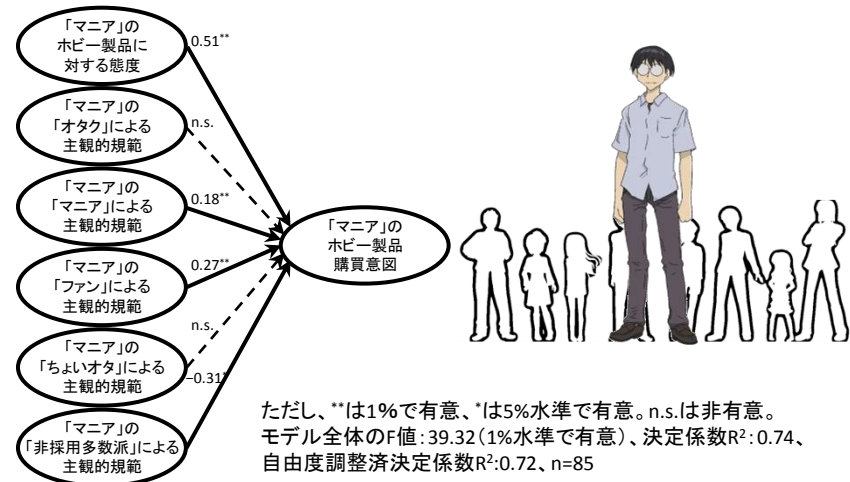 「マニア」の
ホビー製品に
対する態度
0.51**
「マニア」の
「オタク」による
主観的規範
n.s.
「マニア」の
「マニア」による
主観的規範
0.18**
「マニア」の
ホビー製品
購買意図
「マニア」の
「ファン」による
主観的規範
0.27**
n.s.
「マニア」の
「ちょいオタ」による
主観的規範
−0.31*
「マニア」の
「非採用多数派」による
主観的規範
ただし、**は1%で有意、*は5%水準で有意。n.s.は非有意。
モデル全体のF値：39.32（1%水準で有意）、決定係数R²：0.74、
自由度調整済決定係数R²:0.72、n=85